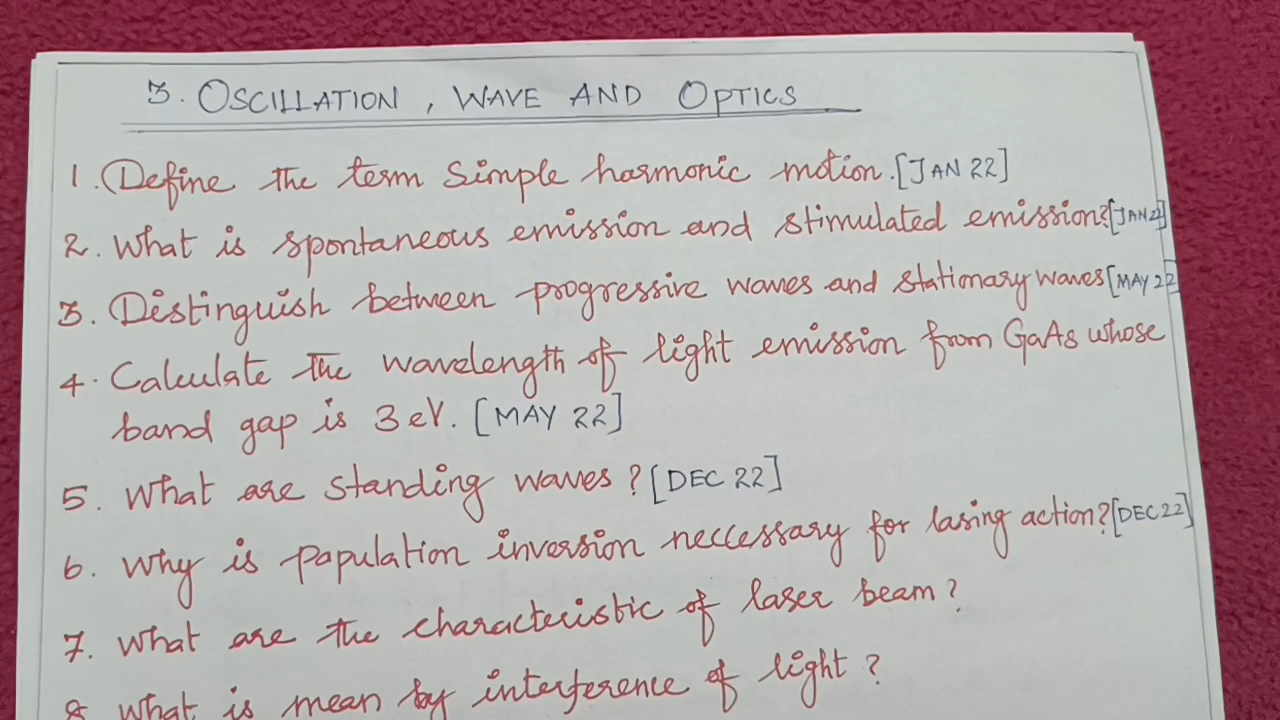 3. OSCILLATION, WAVE AND OPTICS
1. Define the term Simple harmonic motion. [JAN 22]
2. What is spontaneous emission and stimulated emission? [JAN 2
3. Distinguish between progressive waves and stationary waves [MAY 22]
4. Calculate the wavelength of light emission from GaAs whose
band gap is 3 eV. [MAY 22]
5. What are standing waves? [DEC 22]
6. Why is papulation inversion neccessary for lasing action? [DEC 22]
7. What are the characteristic of laser beam?
8. What is mean by interference of light?